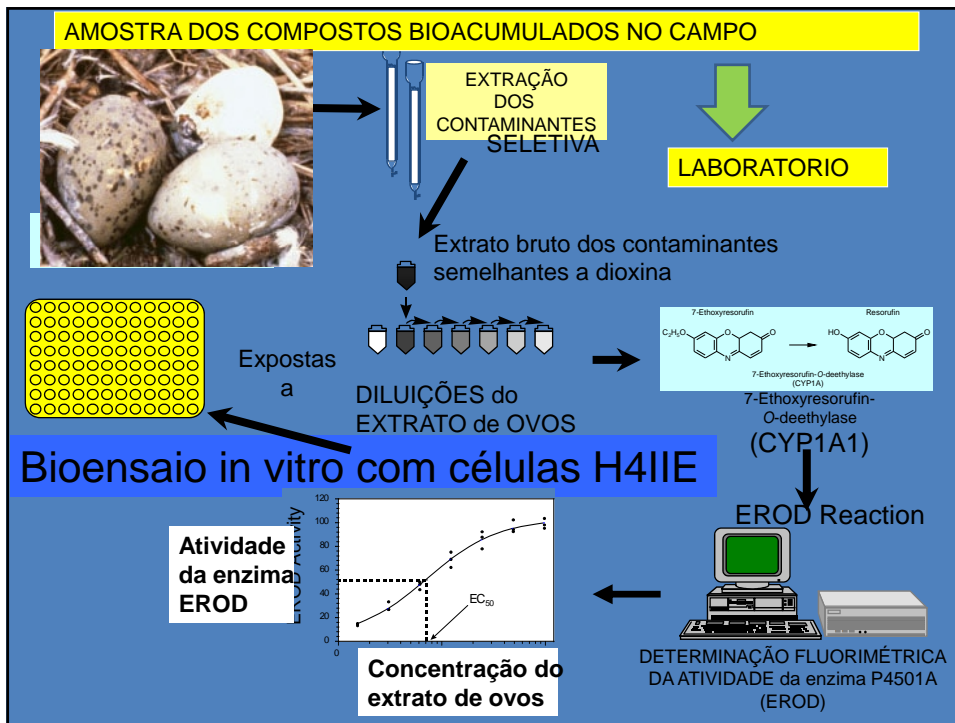 AMOSTRA DOS COMPOSTOS BIOACUMULADOS NO CAMPO
EXTRAÇÃO
DOS
CONTAMINANTES
SELETIVA
LABORATORIO
Extrato bruto dos contaminantes
semelhantes a dioxina
Expostas
a
DILUIÇÕES do
EXTRATO de OVOS
7-Ethoxyresorufin
Resorufin
C₂H₅O
O
N
O
HO
O
N
O
7-Ethoxyresorufin-O-deethylase
(CYP1A)
7-Ethoxyresorufin-
O-deethylase
(CYP1A1)
Bioensaio in vitro com células H4IIE
EROD Reaction
Atividade
da enzima
EROD
EROD Activity
120
100
80
60
40
20
0
0
EC₅₀
Concentração do
extrato de ovos
DETERMINAÇÃO FLUORIMÉTRICA
DA ATIVIDADE da enzima P4501A
(EROD)